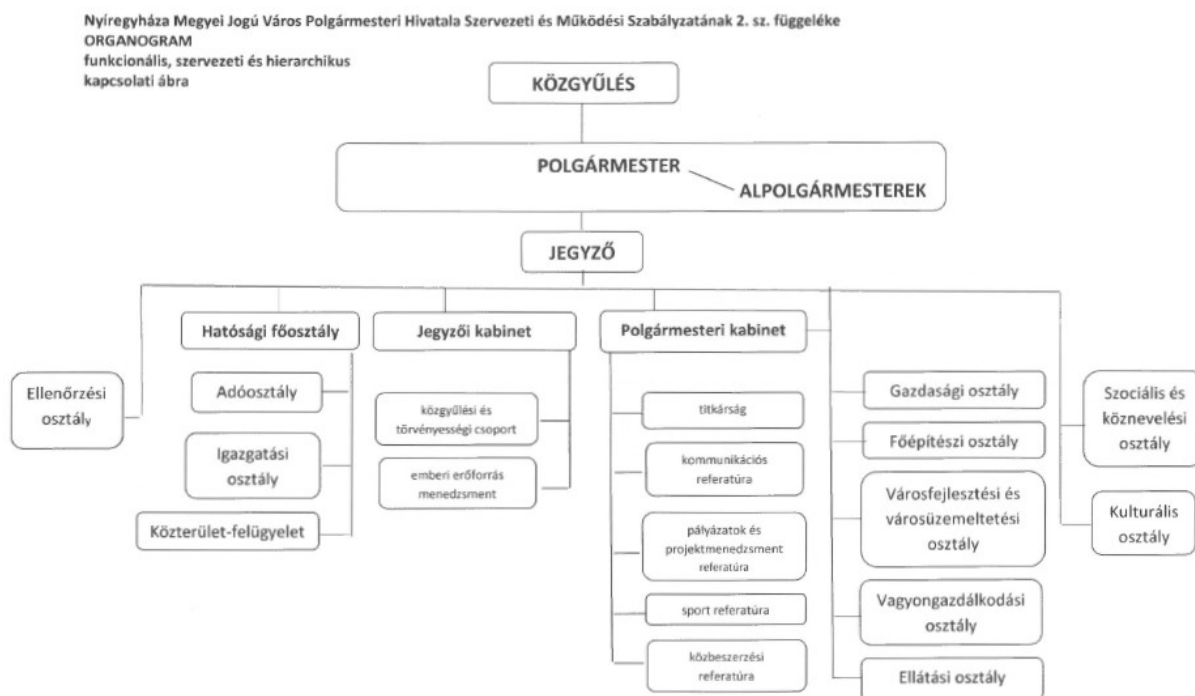 Nyíregyháza Megyei Jogú Város Polgármesteri Hivatala Szervezeti és Működési Szabályzatának 2. sz. függeléke
ORGANOGRAM
funkcionális, szervezeti és hierarchikus
kapcsolati ábra
KÖZGYŰLÉS
POLGÁRMESTER
ALPOLGÁRMESTEREK
JEGYZŐ
Ellenőrzési
osztály
Hatósági főosztály
Adóosztály
Igazgatási
osztály
Közterület-felügyelet
Jegyzői kabinet
közgyűlési és
törvényességi csoport
emberi erőforrás
menedzsment
Polgármesteri kabinet
titkárság
kommunikációs
referatúra
pályázatok és
projektmenedzsment
referatúra
sport referatúra
közbeszerzési
referatúra
Gazdasági osztály
Főépítészi osztály
Városfejlesztési és
városüzemeltetési
osztály
Vagyongazdálkodási
osztály
Ellátási osztály
Szociális és
köznevelési
osztály
Kulturális
osztály